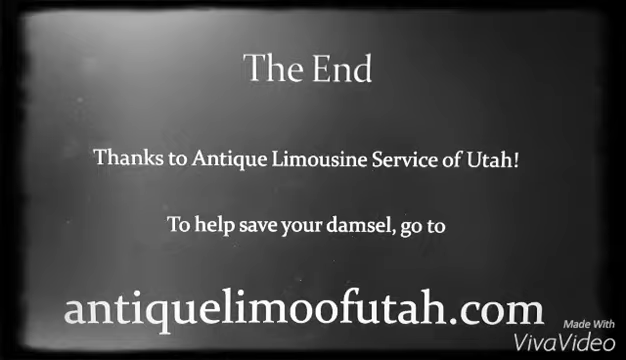 The End
Thanks to Antique Limousine Service of Utah!
To help save your damsel, go to
antiquelimoofutah.com
Made With
VivaVideo